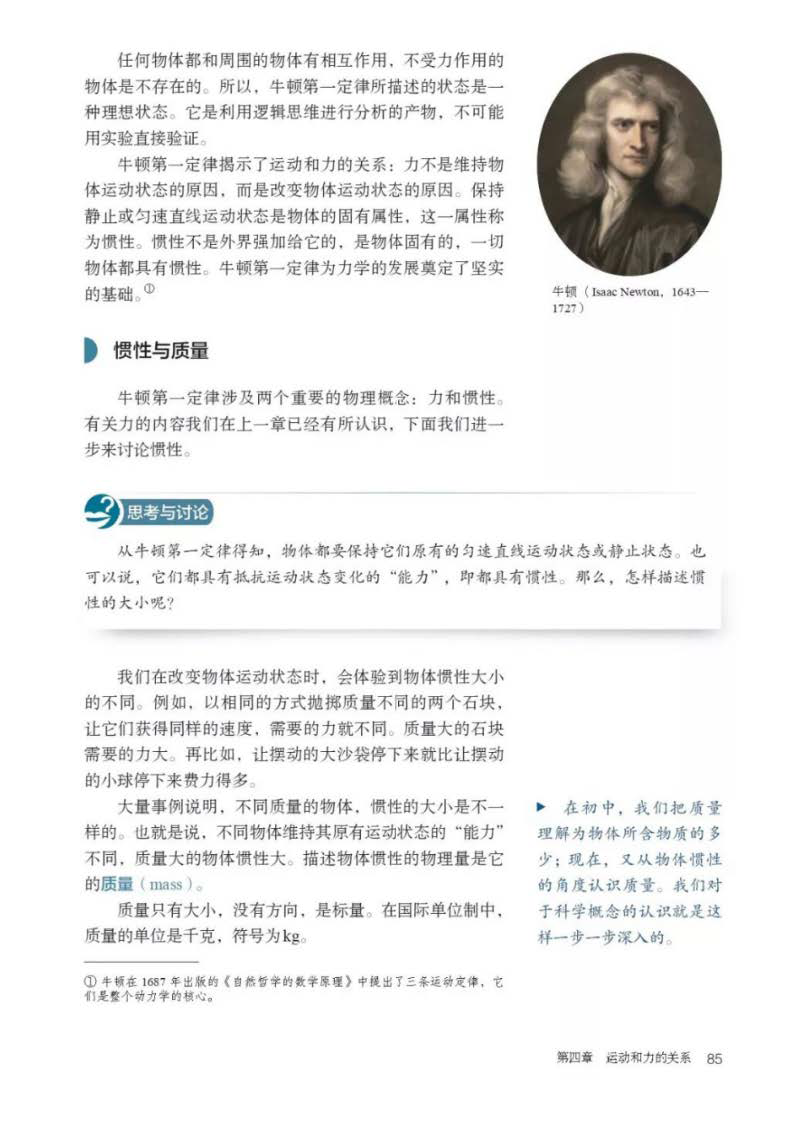 任何物体都和周围的物体有相互作用，不受力作用的
物体是不存在的。所以，牛顿第一定律所描述的状态是一
种理想状态。它是利用逻辑思维进行分析的产物，不可能
用实验直接验证。
牛顿第一定律揭示了运动和力的关系：力不是维持物
体运动状态的原因，而是改变物体运动状态的原因。保持
静止或匀速直线运动状态是物体的固有属性，这一属性称
为惯性。惯性不是外界强加给它的，是物体固有的，一切
物体都具有惯性。牛顿第一定律为力学的发展奠定了坚实
的基础。①
牛顿（Isaac Newton，1643—
1727）
惯性与质量
牛顿第一定律涉及两个重要的物理概念：力和惯性。
有关力的内容我们在上一章已经有所认识，下面我们进一
步来讨论惯性。
思考与讨论
从牛顿第一定律得知，物体都要保持它们原有的匀速直线运动状态或静止状态。也
可以说，它们都具有抵抗运动状态变化的“能力”，即都具有惯性。那么，怎样描述惯
性的大小呢？
我们在改变物体运动状态时，会体验到物体惯性大小
的不同。例如，以相同的方式抛掷质量不同的两个石块，
让它们获得同样的速度，需要的力就不同。质量大的石块
需要的力大。再比如，让摆动的大沙袋停下来就比让摆动
的小球停下来费力得多。
大量事例说明，不同质量的物体，惯性的大小是不一
样的。也就是说，不同物体维持其原有运动状态的“能力”
不同，质量大的物体惯性大。描述物体惯性的物理量是它
的质量（mass）。
质量只有大小，没有方向，是标量。在国际单位制中，
质量的单位是千克，符号为kg。
▶ 在初中，我们把质量
理解为物体所含物质的多
少；现在，又从物体惯性
的角度认识质量。我们对
于科学概念的认识就是这
样一步一步深入的。
① 牛顿在 1687 年出版的《自然哲学的数学原理》中提出了三条运动定律，它
们是整个动力学的核心。
第四章 运动和力的关系 85